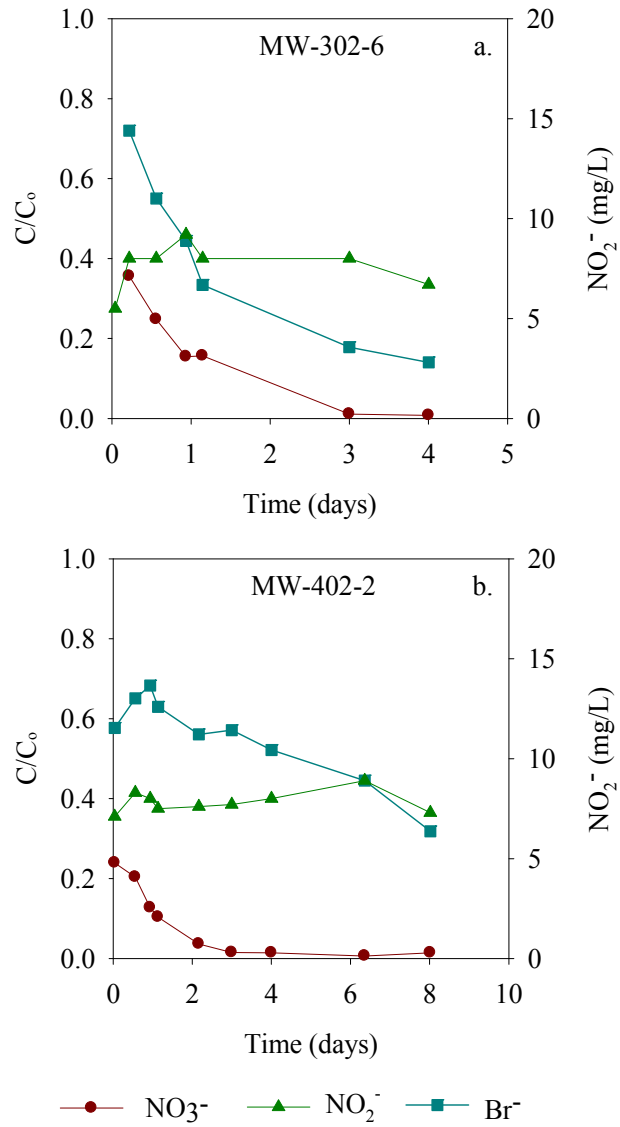 MW-302-6 a.
1.0 0.8 0.6 0.4 0.2 0.0
C/C₀
20 15 10 5 0
NO₂⁻ (mg/L)
0 1 2 3 4 5
Time (days)
MW-402-2 b.
1.0 0.8 0.6 0.4 0.2 0.0
C/C₀
20 15 10 5 0
NO₂⁻ (mg/L)
0 2 4 6 8 10
Time (days)
NO₃⁻ NO₂⁻ Br⁻